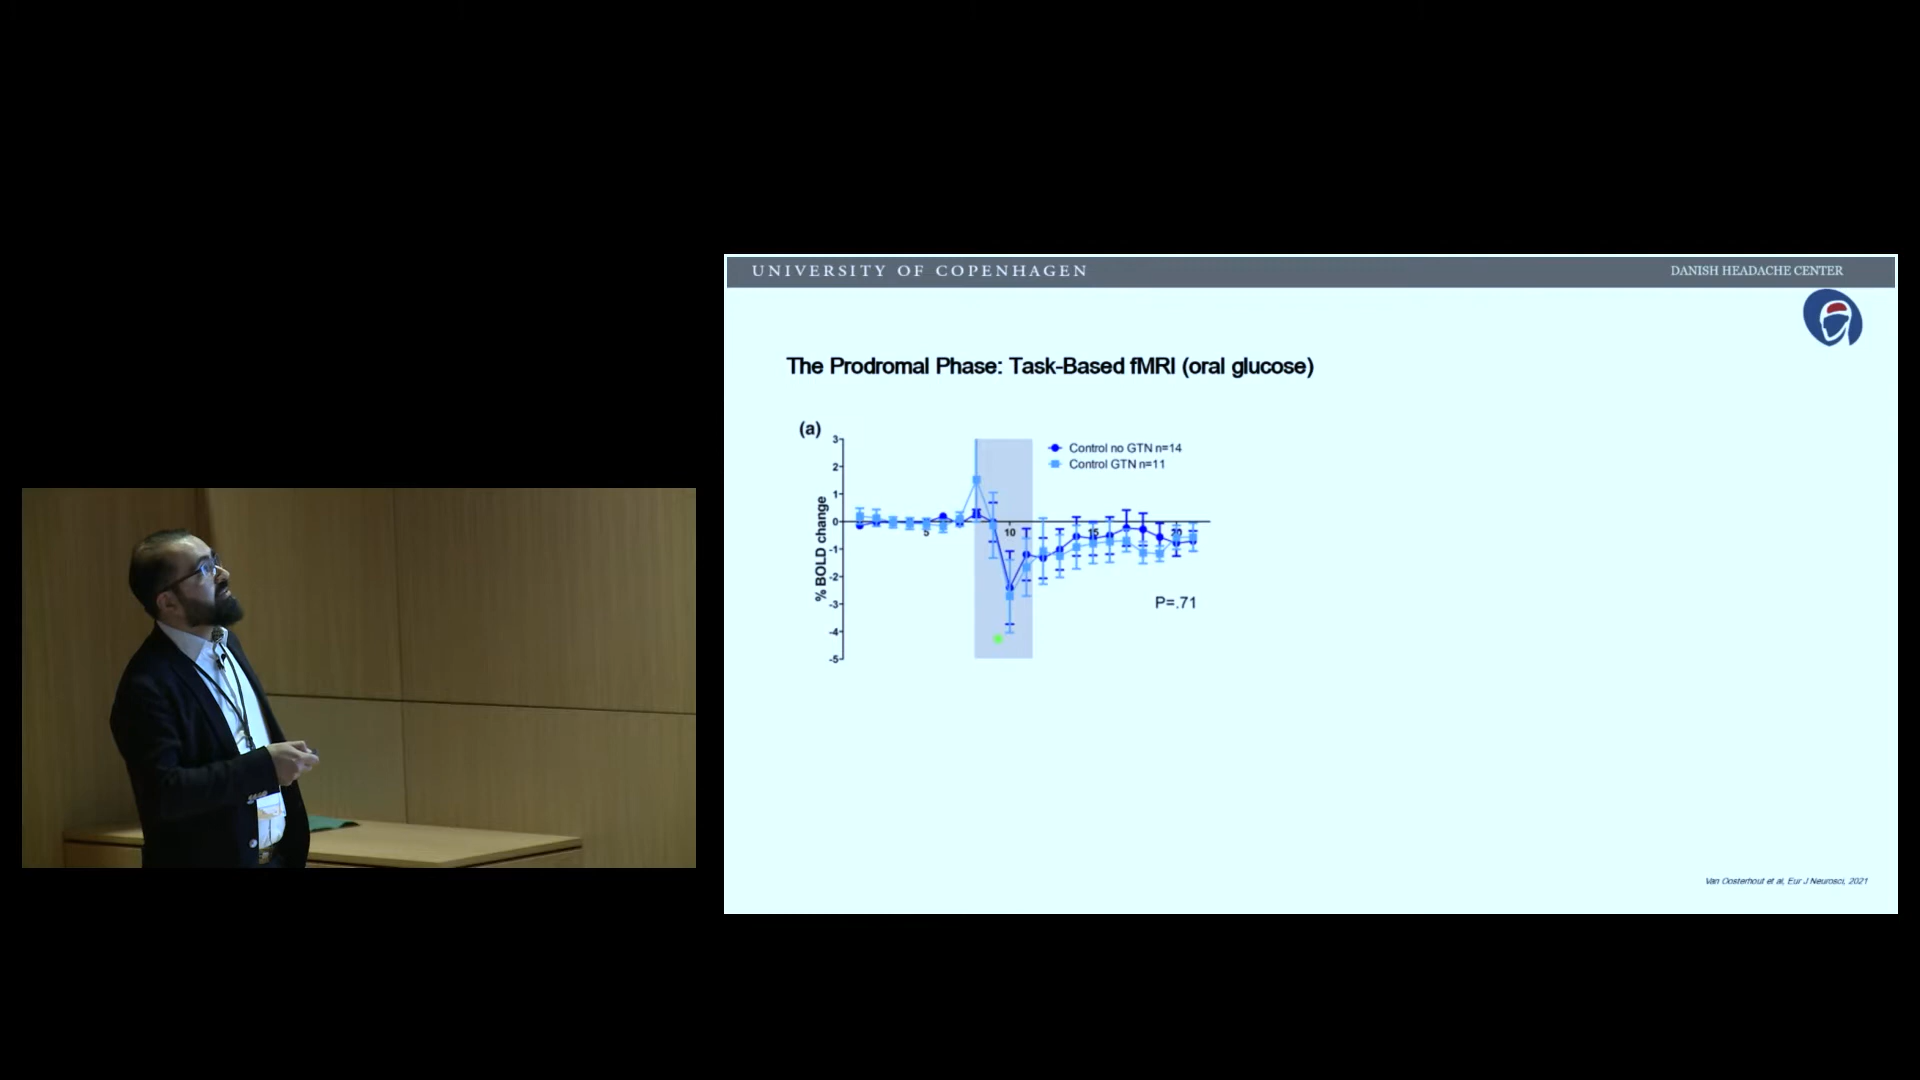 UNIVERSITY OF COPENHAGEN
DANISH HEADACHE CENTER
The Prodromal Phase: Task-Based fMRI (oral glucose)
(a)
3
2
1
0
-1
-2
-3
-4
-5
% BOLD change
5
10
15
20
Control no GTN n=14
Control GTN n=11
P=.71
Van Oosterhout et al, Eur J Neurosci, 2021